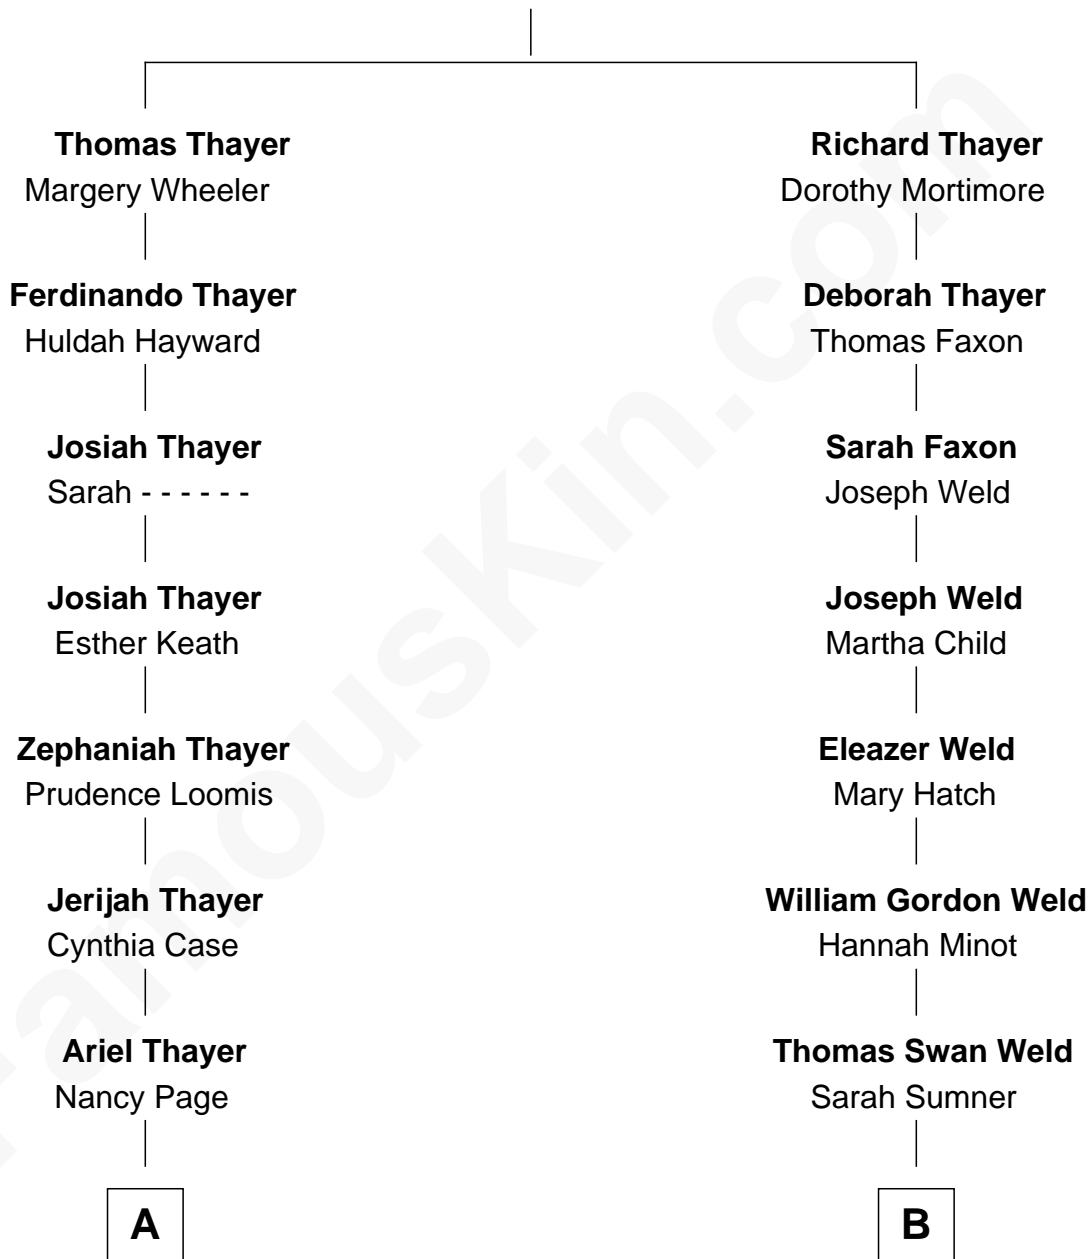 Thomas Thayer
Margery Wheeler
Richard Thayer
Dorothy Mortimore
Ferdinando Thayer
Huldah Hayward
Deborah Thayer
Thomas Faxon
Josiah Thayer
Sarah - - - - - -
Sarah Faxon
Joseph Weld
Josiah Thayer
Esther Keath
Joseph Weld
Martha Child
Zephaniah Thayer
Prudence Loomis
Eleazer Weld
Mary Hatch
Jerijah Thayer
Cynthia Case
William Gordon Weld
Hannah Minot
Ariel Thayer
Nancy Page
Thomas Swan Weld
Sarah Sumner
A
B
FamousKin.com